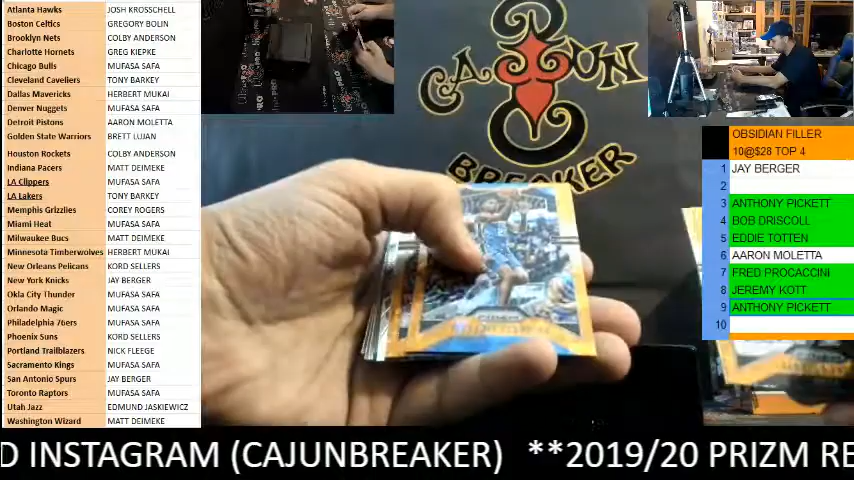 Atlanta Hawks JOSH KROSSCHELL
Boston Celtics GREGORY BOLIN
Brooklyn Nets COLBY ANDERSON
Charlotte Hornets GREG KIEPKE
Chicago Bulls MUFASA SAFA
Cleveland Cavaliers TONY BARKEY
Dallas Mavericks HERBERT MUKAI
Denver Nuggets MUFASA SAFA
Detroit Pistons AARON MOLETTA
Golden State Warriors BRETT LUJAN
Houston Rockets COLBY ANDERSON
Indiana Pacers MATT DEIMEKE
LA Clippers MUFASA SAFA
LA Lakers TONY BARKEY
Memphis Grizzlies COREY ROGERS
Miami Heat MUFASA SAFA
Milwaukee Bucs MATT DEIMEKE
Minnesota Timberwolves HERBERT MUKAI
New Orleans Pelicans KORD SELLERS
New York Knicks JAY BERGER
Okla City Thunder MUFASA SAFA
Orlando Magic MUFASA SAFA
Philadelphia 76ers MUFASA SAFA
Phoenix Suns KORD SELLERS
Portland Trailblazers NICK FLEEGE
Sacramento Kings MUFASA SAFA
San Antonio Spurs JAY BERGER
Toronto Raptors MUFASA SAFA
Utah Jazz EDMUND JASKIEWICZ
Washington Wizard MATT DEIMEKE
CAJUN
BREAKER
OBSIDIAN FILLER
10@$28 TOP 4
1 JAY BERGER
2
3 ANTHONY PICKETT
4 BOB DRISCOLL
5 EDDIE TOTTEN
6 AARON MOLETTA
7 FRED PROCACCINI
8 JEREMY KOTT
9 ANTHONY PICKETT
10
D INSTAGRAM (CAJUNBREAKER) **2019/20 PRIZM RE